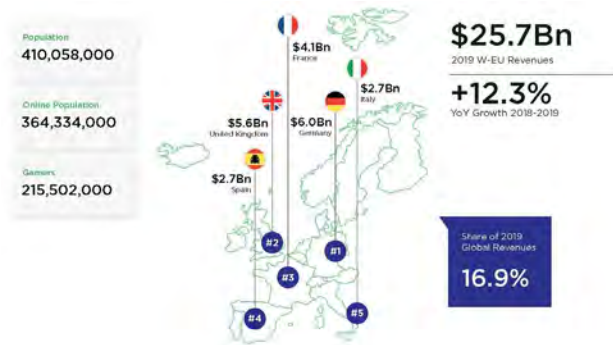 Population
410,058,000
Online Population
364,334,000
Gamers
215,502,000
$4.1Bn
France
$2.7Bn
Italy
$5.6Bn
United Kingdom
$6.0Bn
Germany
$2.7Bn
Spain
#2
#1
#3
#4
#5
$25.7Bn
2019 W-EU Revenues
+12.3%
YoY Growth 2018-2019
Share of 2019
Global Revenues
16.9%